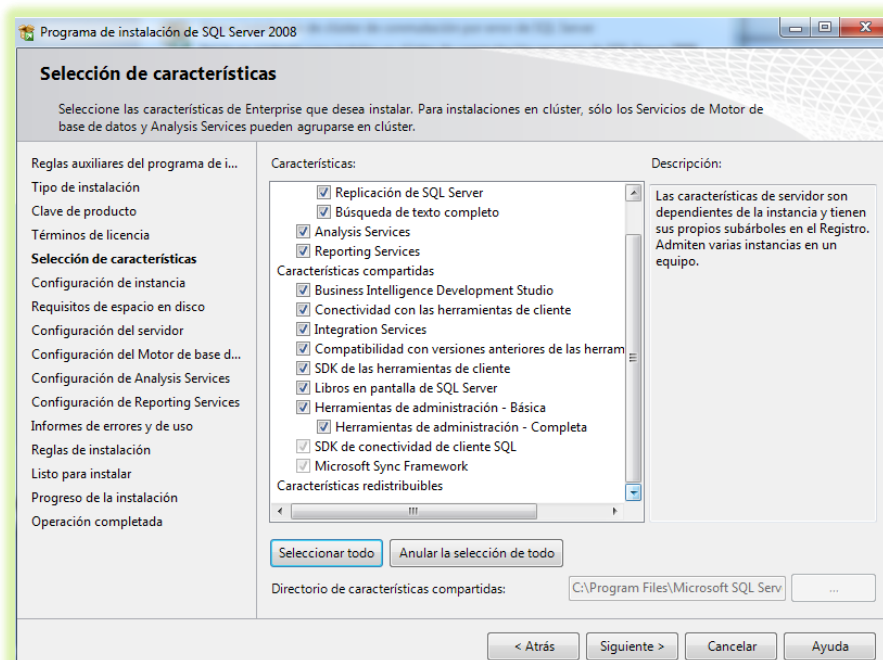 Programa de instalación de SQL Server 2008
Selección de características
Seleccione las características de Enterprise que desea instalar. Para instalaciones en clúster, sólo los Servicios de Motor de
base de datos y Analysis Services pueden agruparse en clúster.
Reglas auxiliares del programa de i...
Tipo de instalación
Clave de producto
Términos de licencia
Selección de características
Configuración de instancia
Requisitos de espacio en disco
Configuración del servidor
Configuración del Motor de base d...
Configuración de Analysis Services
Configuración de Reporting Services
Informes de errores y de uso
Reglas de instalación
Listo para instalar
Progreso de la instalación
Operación completada
Características:
Replicación de SQL Server
Búsqueda de texto completo
Analysis Services
Reporting Services
Características compartidas
Business Intelligence Development Studio
Conectividad con las herramientas de cliente
Integration Services
Compatibilidad con versiones anteriores de las herram
SDK de las herramientas de cliente
Libros en pantalla de SQL Server
Herramientas de administración - Básica
Herramientas de administración - Completa
SDK de conectividad de cliente SQL
Microsoft Sync Framework
Características redistribuibles
Descripción:
Las características de servidor son
dependientes de la instancia y tienen
sus propios subárboles en el Registro.
Admiten varias instancias en un
equipo.
Seleccionar todo
Anular la selección de todo
Directorio de características compartidas:
C:\Program Files\Microsoft SQL Serv
...
< Atrás
Siguiente >
Cancelar
Ayuda